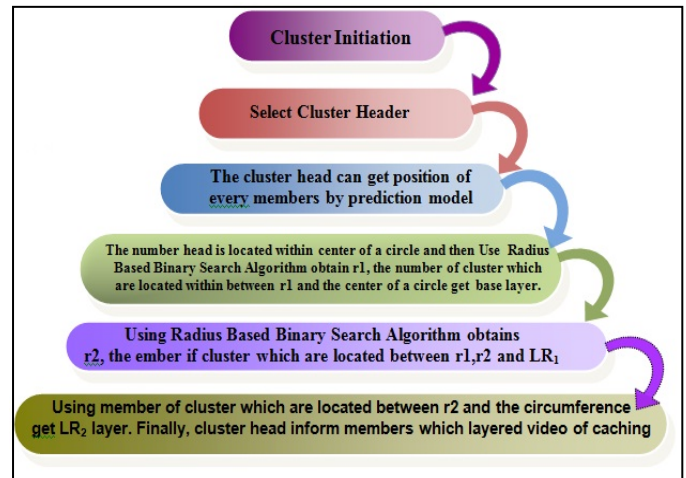 Cluster Initiation
Select Cluster Header
The cluster head can get position of
every members by prediction model
The number head is located within center of a circle and then Use Radius
Based Binary Search Algorithm obtain r1, the number of cluster which
are located within between r1 and the center of a circle get base layer.
Using Radius Based Binary Search Algorithm obtains
r2, the ember if cluster which are located between r1,r2 and LR₁
Using member of cluster which are located between r2 and the circumference
get LR₂ layer. Finally, cluster head inform members which layered video of caching